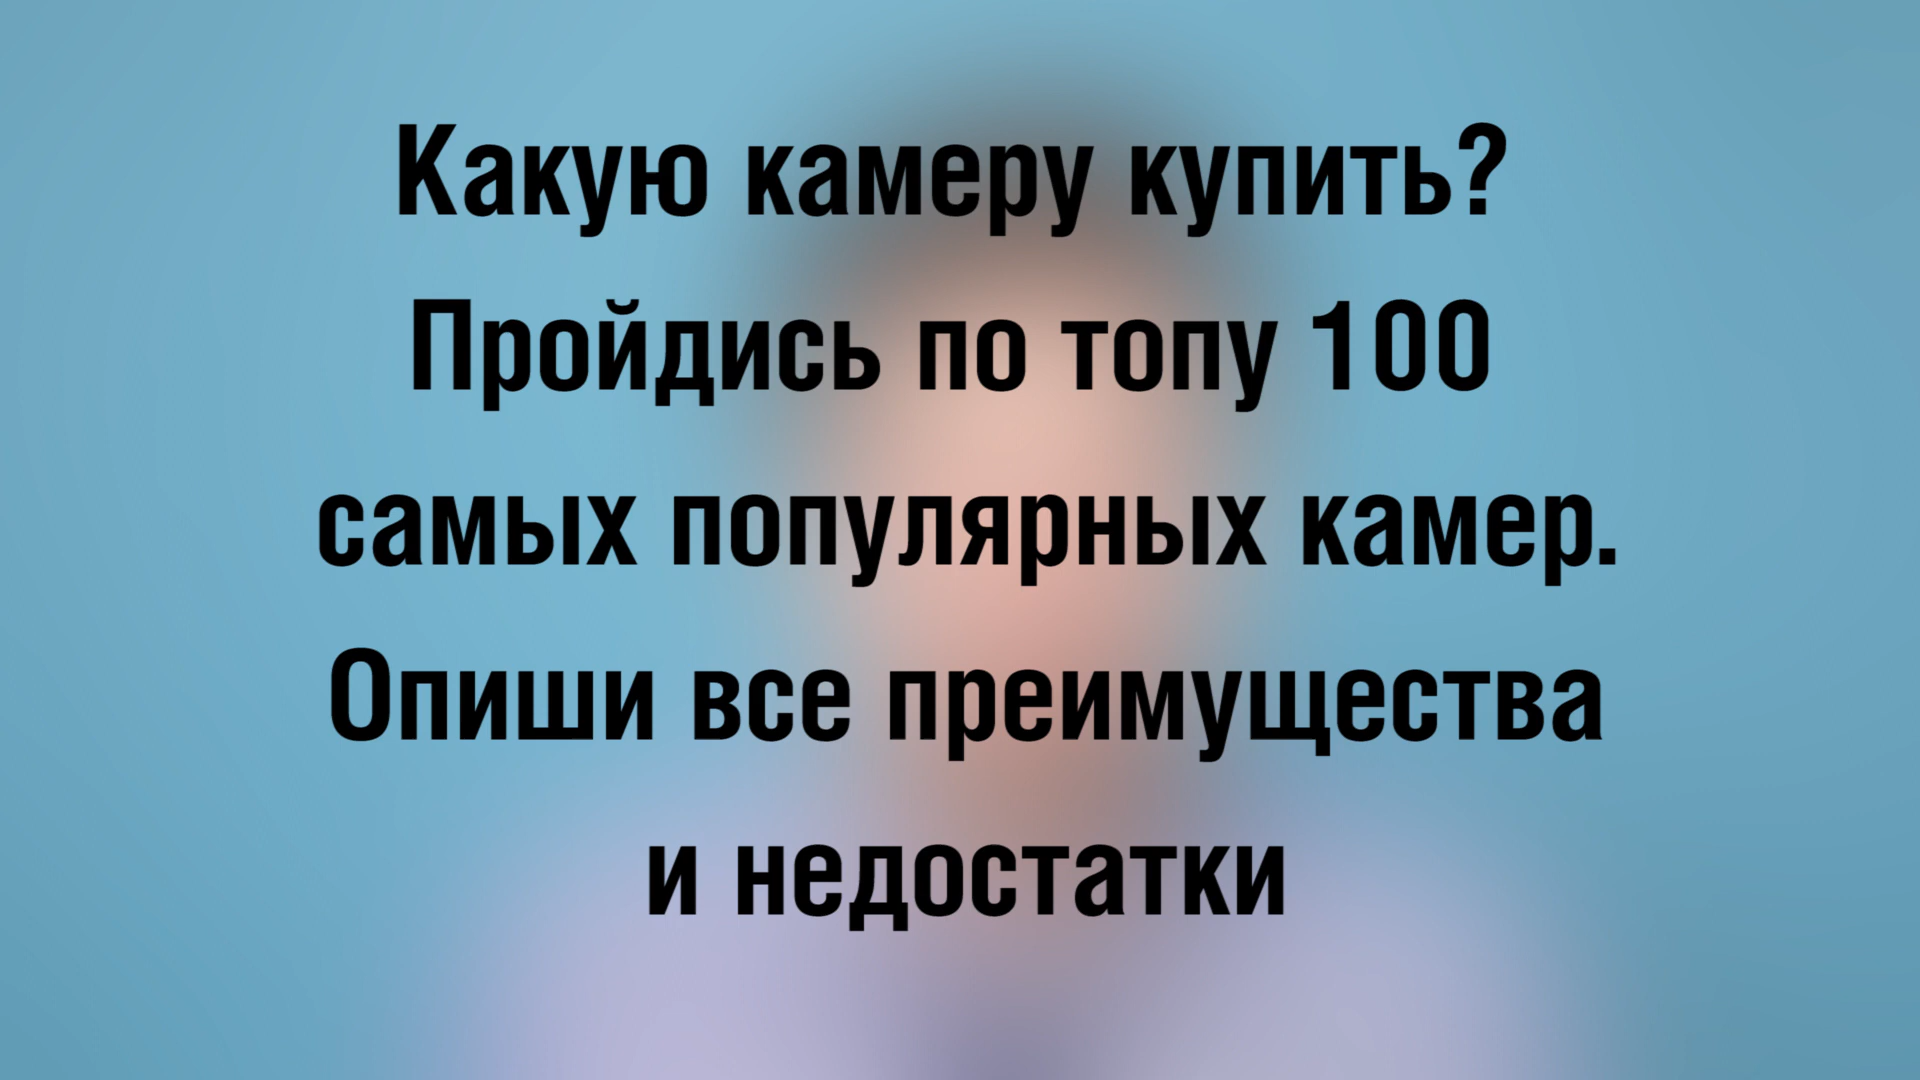 Какую камеру купить?
Пройдись по топу 100
самых популярных камер.
Опиши все преимущества
и недостатки